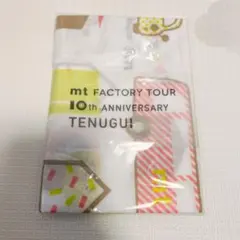 mt FACTORY TOUR
10th ANNIVERSARY
TENUGUI